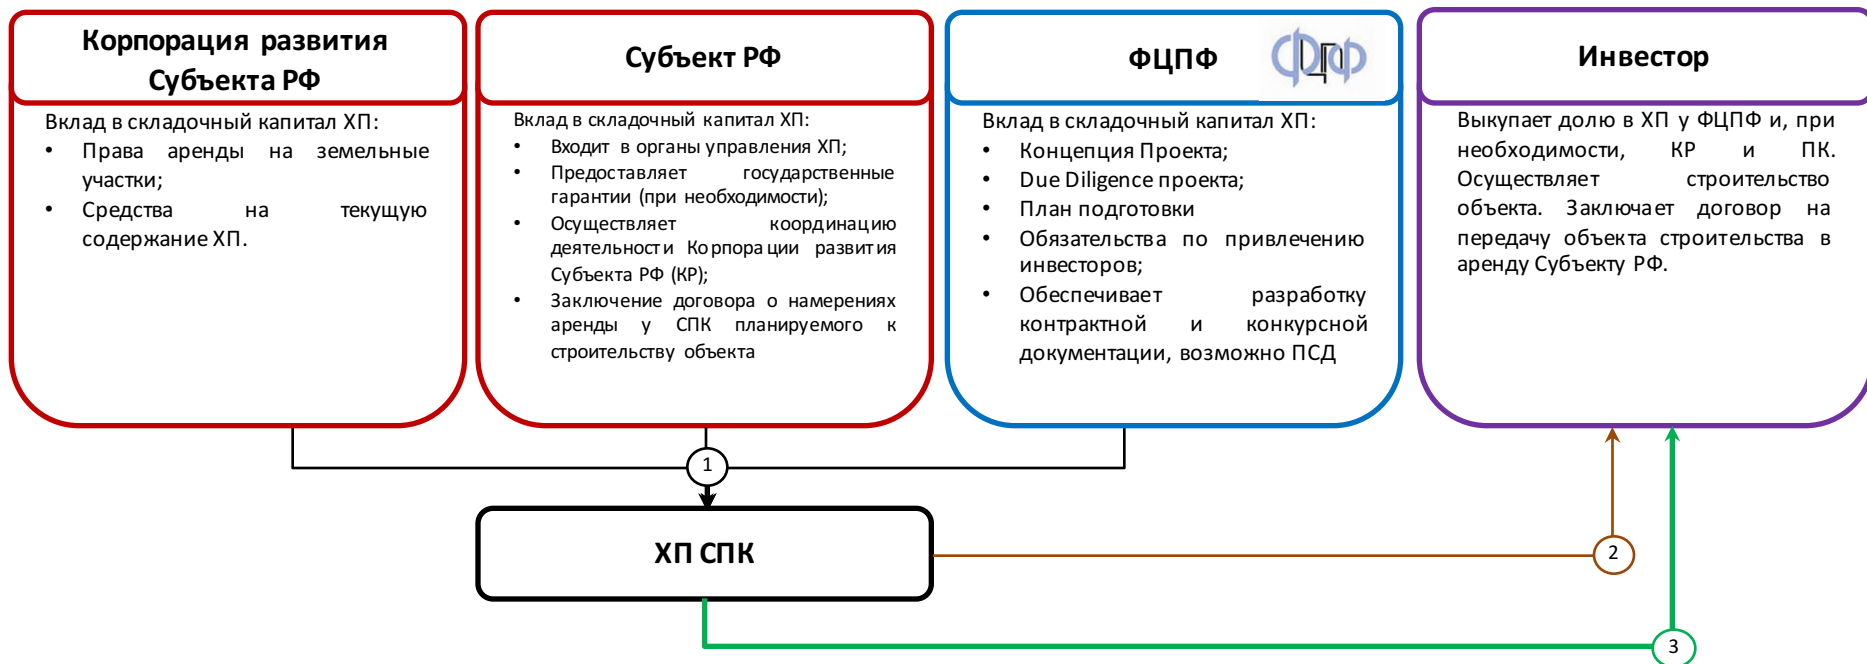 Корпорация развития
Субъекта РФ
Вклад в складочный капитал ХП:
• Права аренды на земельные
участки;
• Средства на текущую
содержание ХП.
Субъект РФ
Вклад в складочный капитал ХП:
• Входит в органы управления ХП;
• Предоставляет государственные
гарантии (при необходимости);
• Осуществляет координацию
деятельности Корпорации развития
Субъекта РФ (КР);
• Заключение договора о намерениях
аренды у СПК планируемого к
строительству объекта
ФЦПФ
ФЦПФ
Вклад в складочный капитал ХП:
• Концепция Проекта;
• Due Diligence проекта;
• План подготовки
• Обязательства по привлечению
инвесторов;
• Обеспечивает разработку
контрактной и конкурсной
документации, возможно ПСД
Инвестор
Выкупает долю в ХП у ФЦПФ и, при
необходимости, КР и ПК.
Осуществляет строительство
объекта. Заключает договор на
передачу объекта строительства в
аренду Субъекту РФ.
1
ХП СПК
2
3